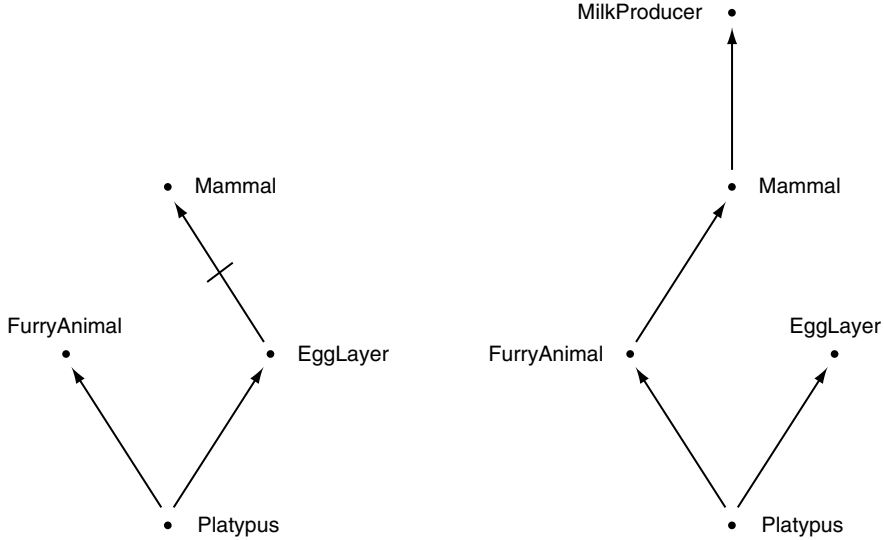 Mammal
FurryAnimal
EggLayer
Platypus
MilkProducer
Mammal
EggLayer
FurryAnimal
Platypus